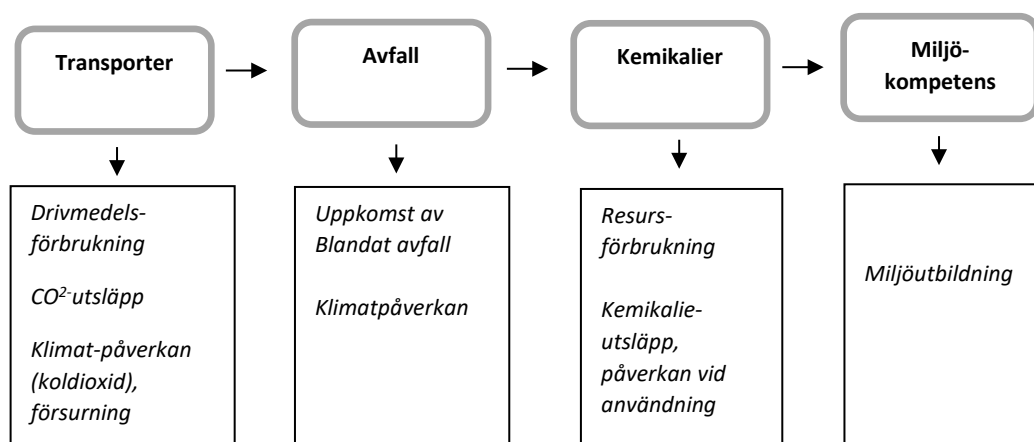 Transporter
Avfall
Kemikalier
Miljö-
kompetens
Drivmedels-
förbrukning
CO²-utsläpp
Klimat-påverkan
(koldioxid),
försurning
Uppkomst av
Blandat avfall
Klimatpåverkan
Resurs-
förbrukning
Kemikalie-
utsläpp,
påverkan vid
användning
Miljöutbildning